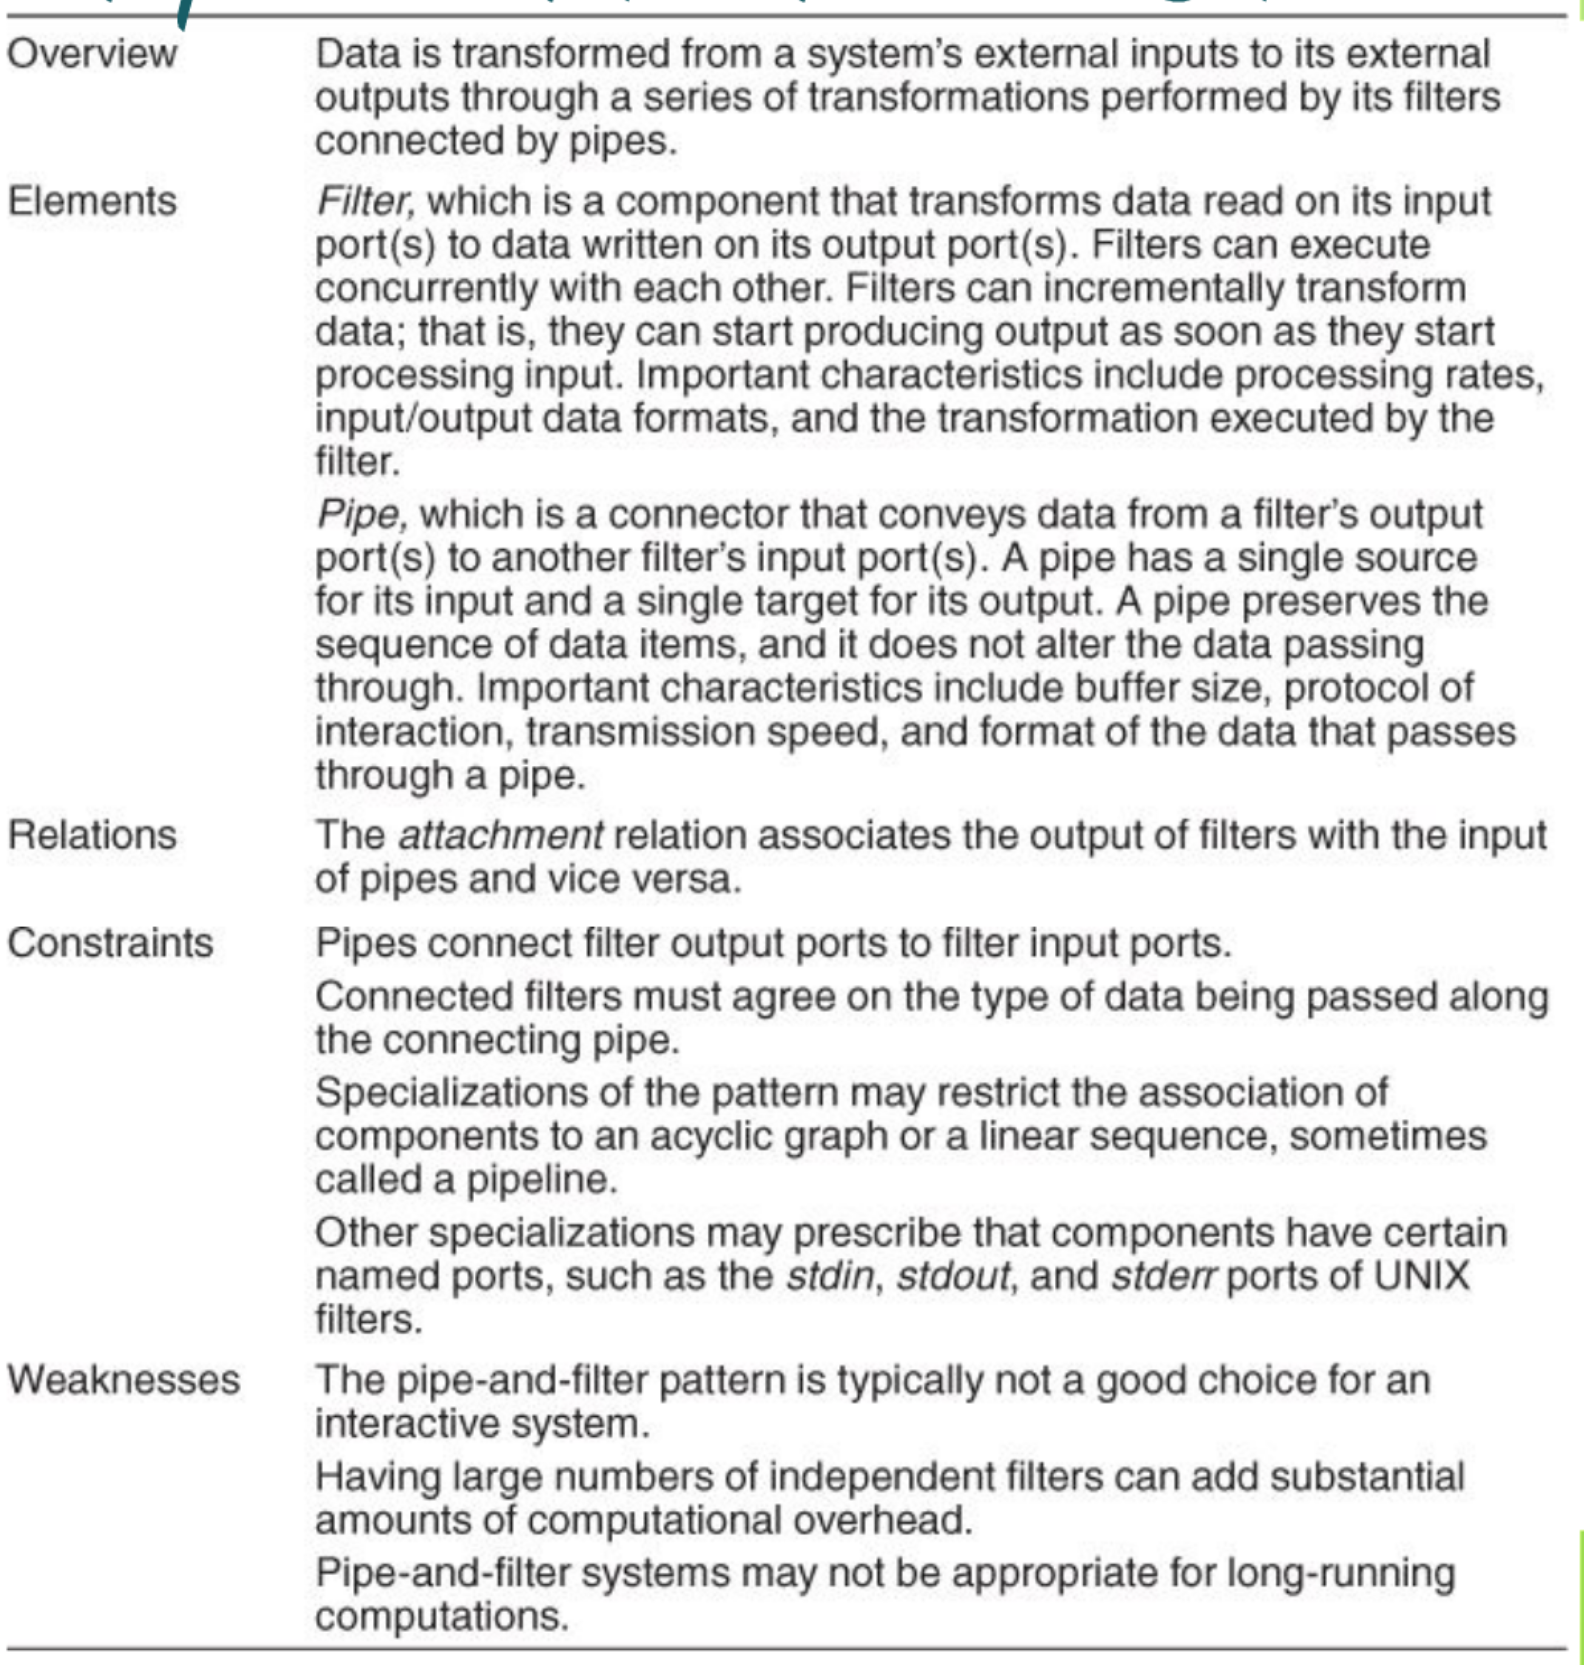 Overview
Data is transformed from a system's external inputs to its external
outputs through a series of transformations performed by its filters
connected by pipes.
Elements
Filter, which is a component that transforms data read on its input
port(s) to data written on its output port(s). Filters can execute
concurrently with each other. Filters can incrementally transform
data; that is, they can start producing output as soon as they start
processing input. Important characteristics include processing rates,
input/output data formats, and the transformation executed by the
filter.
Pipe, which is a connector that conveys data from a filter's output
port(s) to another filter's input port(s). A pipe has a single source
for its input and a single target for its output. A pipe preserves the
sequence of data items, and it does not alter the data passing
through. Important characteristics include buffer size, protocol of
interaction, transmission speed, and format of the data that passes
through a pipe.
Relations
The attachment relation associates the output of filters with the input
of pipes and vice versa.
Constraints
Pipes connect filter output ports to filter input ports.
Connected filters must agree on the type of data being passed along
the connecting pipe.
Specializations of the pattern may restrict the association of
components to an acyclic graph or a linear sequence, sometimes
called a pipeline.
Other specializations may prescribe that components have certain
named ports, such as the stdin, stdout, and stderr ports of UNIX
filters.
Weaknesses
The pipe-and-filter pattern is typically not a good choice for an
interactive system.
Having large numbers of independent filters can add substantial
amounts of computational overhead.
Pipe-and-filter systems may not be appropriate for long-running
computations.